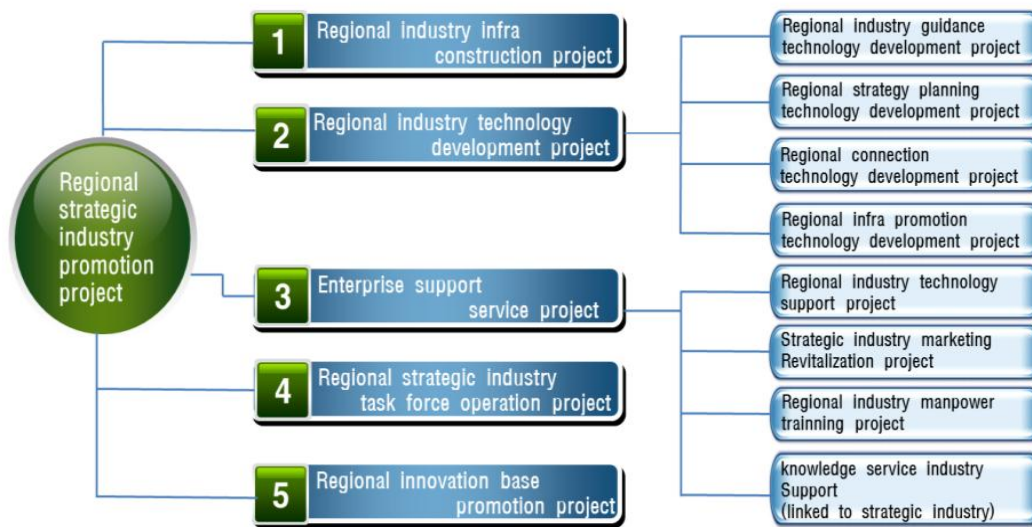 Regional
strategic
industry
promotion
project
1
Regional industry infra
construction project
2
Regional industry technology
development project
3
Enterprise support
service project
4
Regional strategic industry
task force operation project
5
Regional innovation base
promotion project
Regional industry guidance
technology development project
Regional strategy planning
technology development project
Regional connection
technology development project
Regional infra promotion
technology development project
Regional industry technology
support project
Strategic industry marketing
Revitalization project
Regional industry manpower
trainning project
knowledge service industry
Support
(linked to strategic industry)